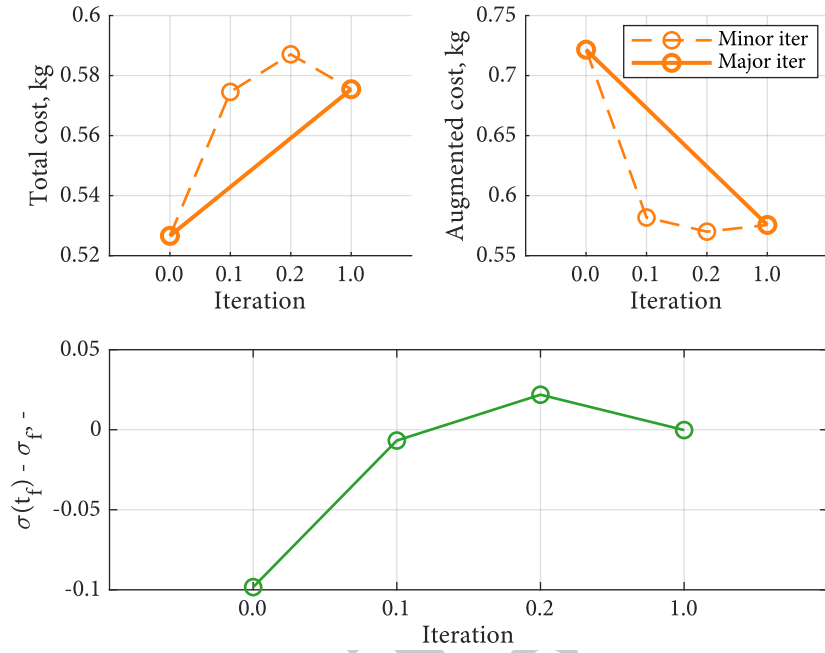 0.6
0.58
0.56
0.54
0.52
Total cost, kg
0.0 0.1 0.2 1.0
Iteration
0.75
0.7
0.65
0.6
0.55
Augmented cost, kg
Minor iter
Major iter
0.0 0.1 0.2 1.0
Iteration
0.05
0
-0.05
-0.1
σ(t_f) - σ_f, -
0.0 0.1 0.2 1.0
Iteration